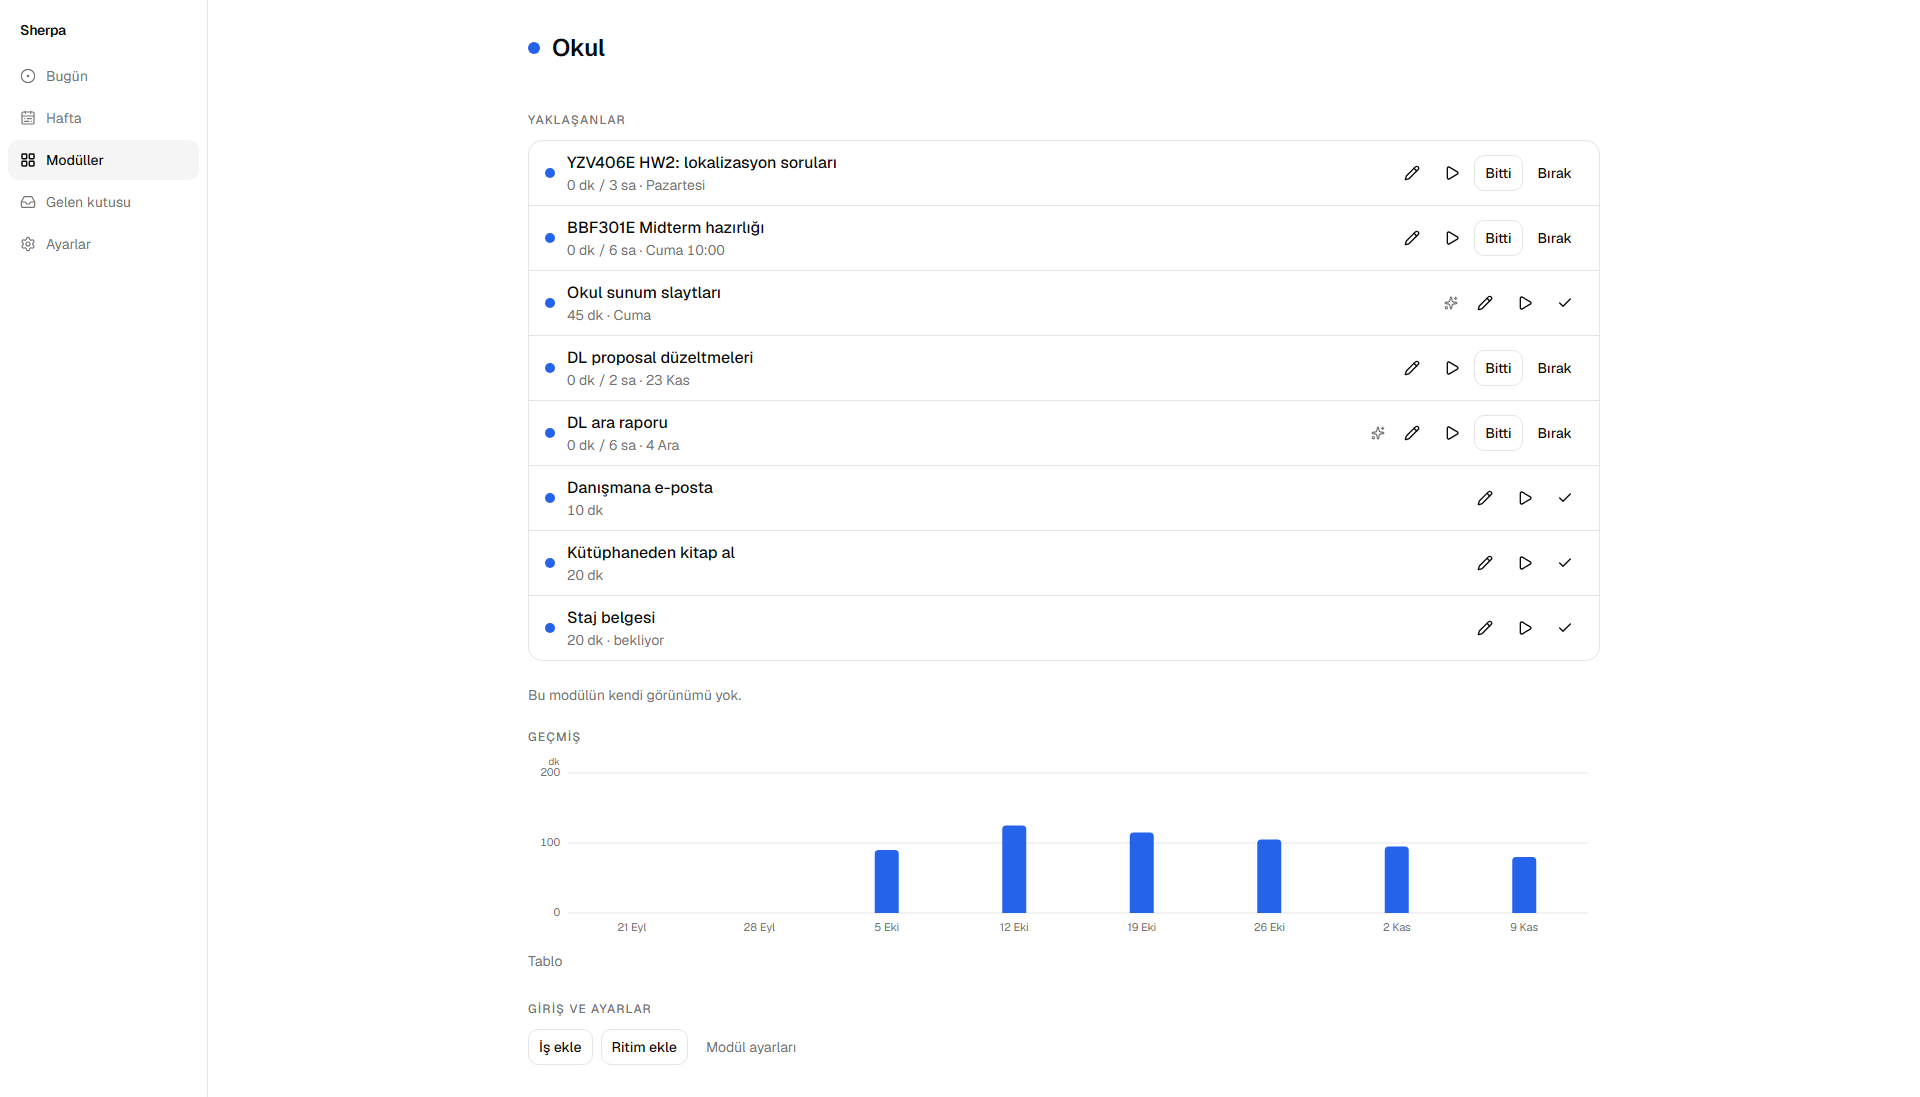 Sherpa
Bugün
Hafta
Modüller
Gelen kutusu
Ayarlar
Okul
YAKLAŞANLAR
YZV406E HW2: lokalizasyon soruları
0 dk / 3 sa · Pazartesi
Bitti
Bırak
BBF301E Midterm hazırlığı
0 dk / 6 sa · Cuma 10:00
Bitti
Bırak
Okul sunum slaytları
45 dk · Cuma
DL proposal düzeltmeleri
0 dk / 2 sa · 23 Kas
Bitti
Bırak
DL ara raporu
0 dk / 6 sa · 4 Ara
Bitti
Bırak
Danışmana e-posta
10 dk
Kütüphaneden kitap al
20 dk
Staj belgesi
20 dk · bekliyor
Bu modülün kendi görünümü yok.
GEÇMİŞ
dk
200
100
0
21 Eyl
28 Eyl
5 Eki
12 Eki
19 Eki
26 Eki
2 Kas
9 Kas
Tablo
GİRİŞ VE AYARLAR
İş ekle
Ritim ekle
Modül ayarları